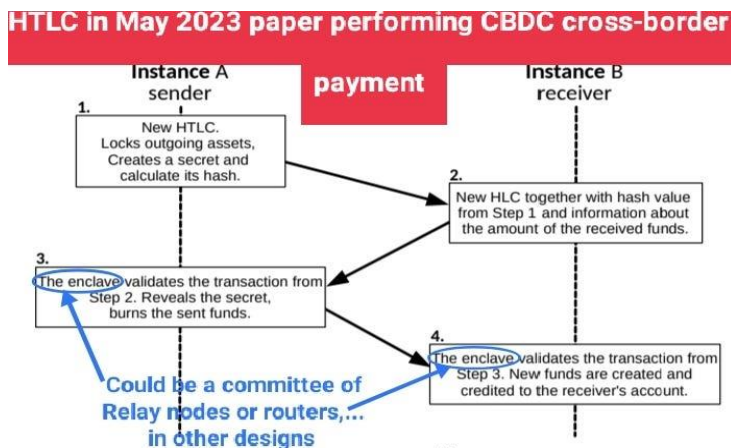 HTLC in May 2023 paper performing CBDC cross-border
payment
Instance A
sender
Instance B
receiver
1.
New HTLC.
Locks outgoing assets,
Creates a secret and
calculate its hash.
2.
New HLC together with hash value
from Step 1 and information about
the amount of the received funds.
3.
The enclave validates the transaction from
Step 2. Reveals the secret,
burns the sent funds.
4.
The enclave validates the transaction from
Step 3. New funds are created and
credited to the receiver's account.
Could be a committee of
Relay nodes or routers,...
in other designs